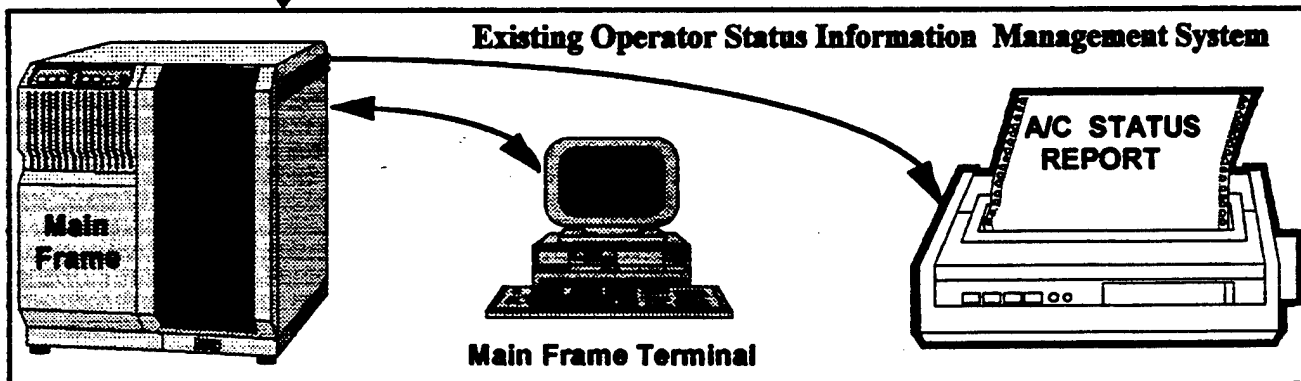 Existing Operator Status Information Management System
A/C STATUS
REPORT
Main
Frame
Main Frame Terminal